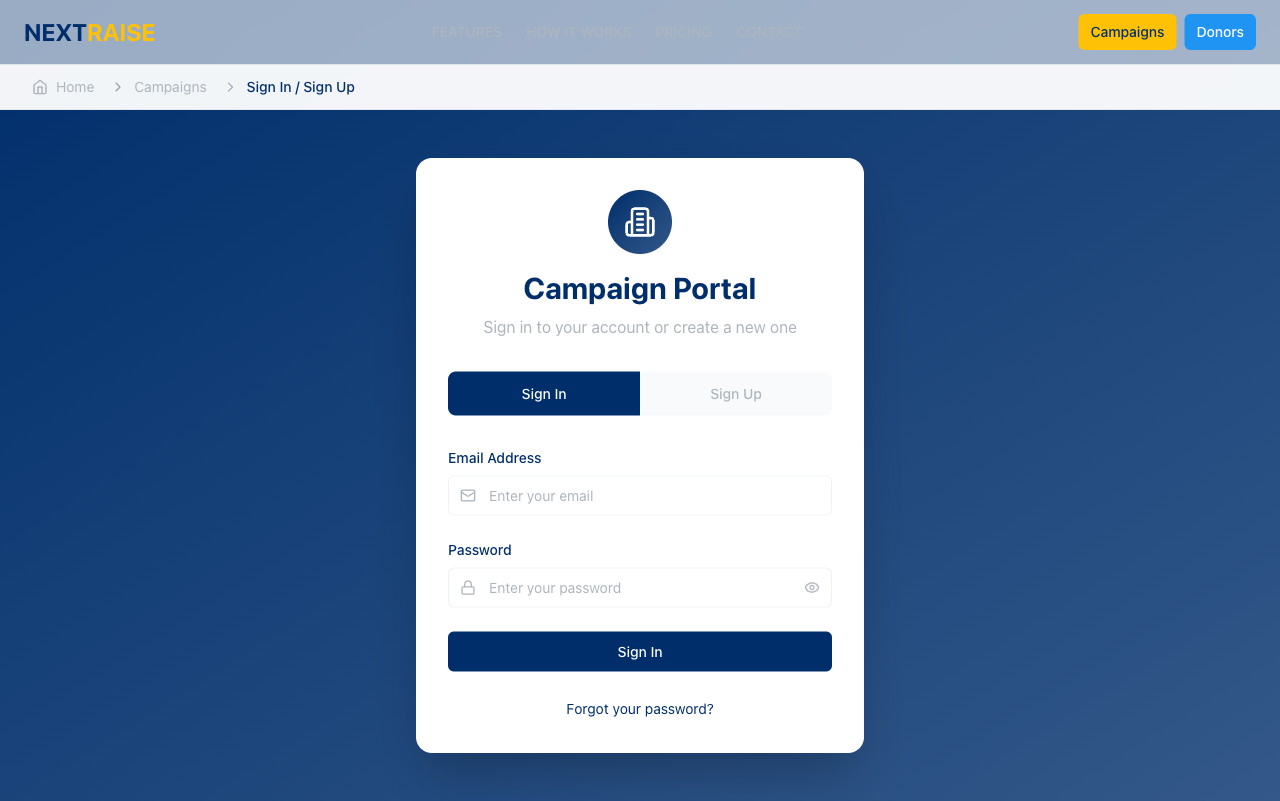 NEXTRAISE
FEATURES HOW IT WORKS PRICING CONTACT
Campaigns Donors
Home Campaigns Sign In / Sign Up
Campaign Portal
Sign in to your account or create a new one
Sign In Sign Up
Email Address
Enter your email
Password
Enter your password
Sign In
Forgot your password?